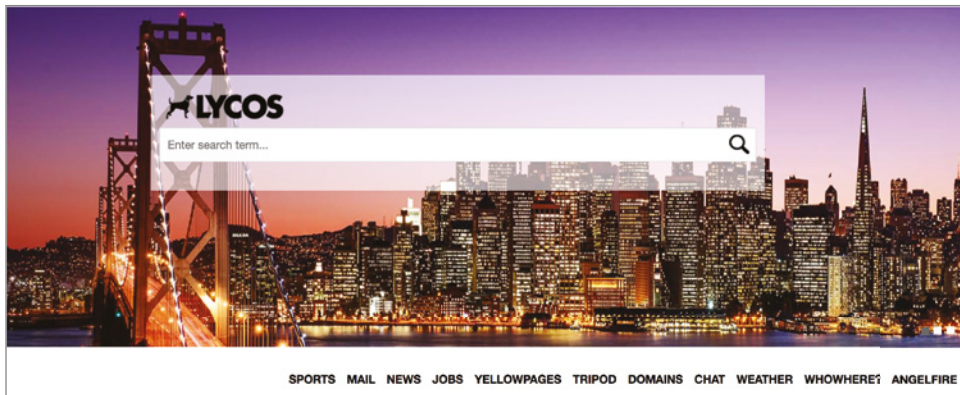 LYCOS
Enter search term...
SPORTS MAIL NEWS JOBS YELLOWPAGES TRIPOD DOMAINS CHAT WEATHER WHOWHERE? ANGELFIRE